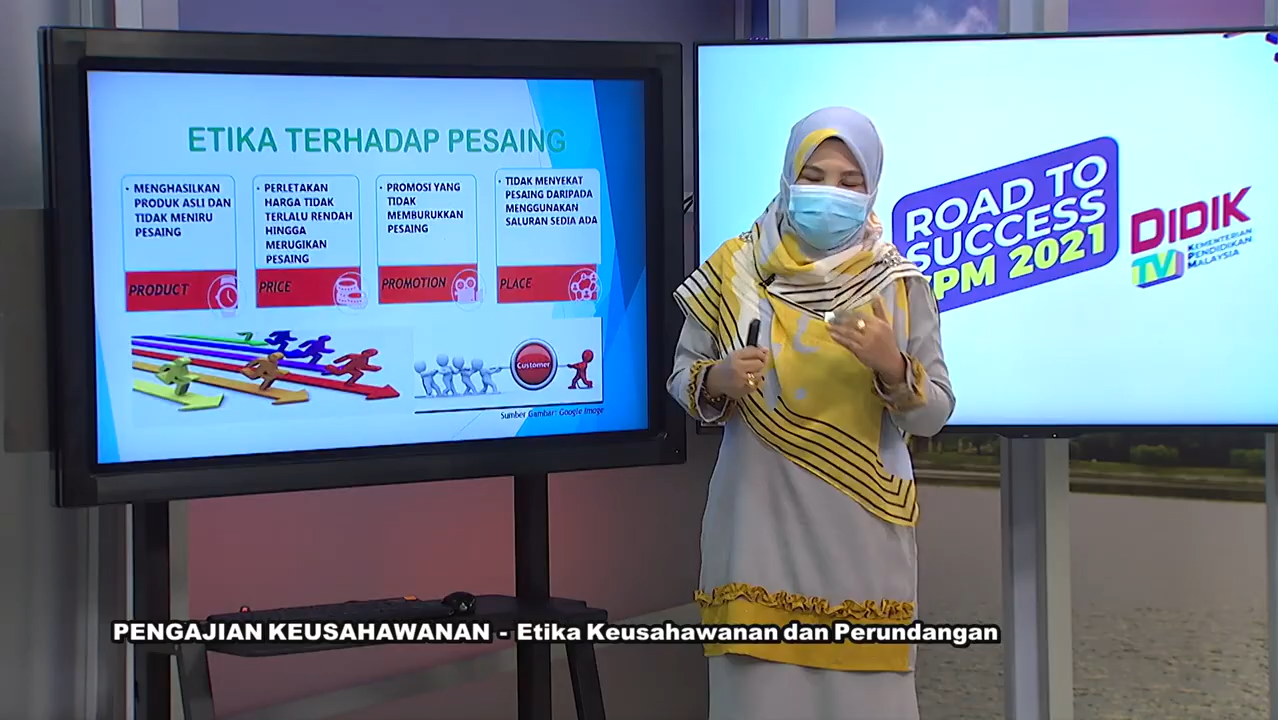 ETIKA TERHADAP PESAING
• MENGHASILKAN
PRODUK ASLI DAN
TIDAK MENIRU
PESAING
PRODUCT
• PERLETAKAN
HARGA TIDAK
TERLALU RENDAH
HINGGA
MERUGIKAN
PESAING
PRICE
• PROMOSI YANG
TIDAK
MEMBURUKKAN
PESAING
PROMOTION
• TIDAK MENYEKAT
PESAING DARIPADA
MENGGUNAKAN
SALURAN SEDIA ADA
PLACE
Customer
Sumber Gambar: Google Image
ROAD TO
SUCCESS
PM 2021
DIDIK
TV
KEMENTERIAN
PENDIDIKAN
MALAYSIA
PENGAJIAN KEUSAHAWANAN - Etika Keusahawanan dan Perundangan